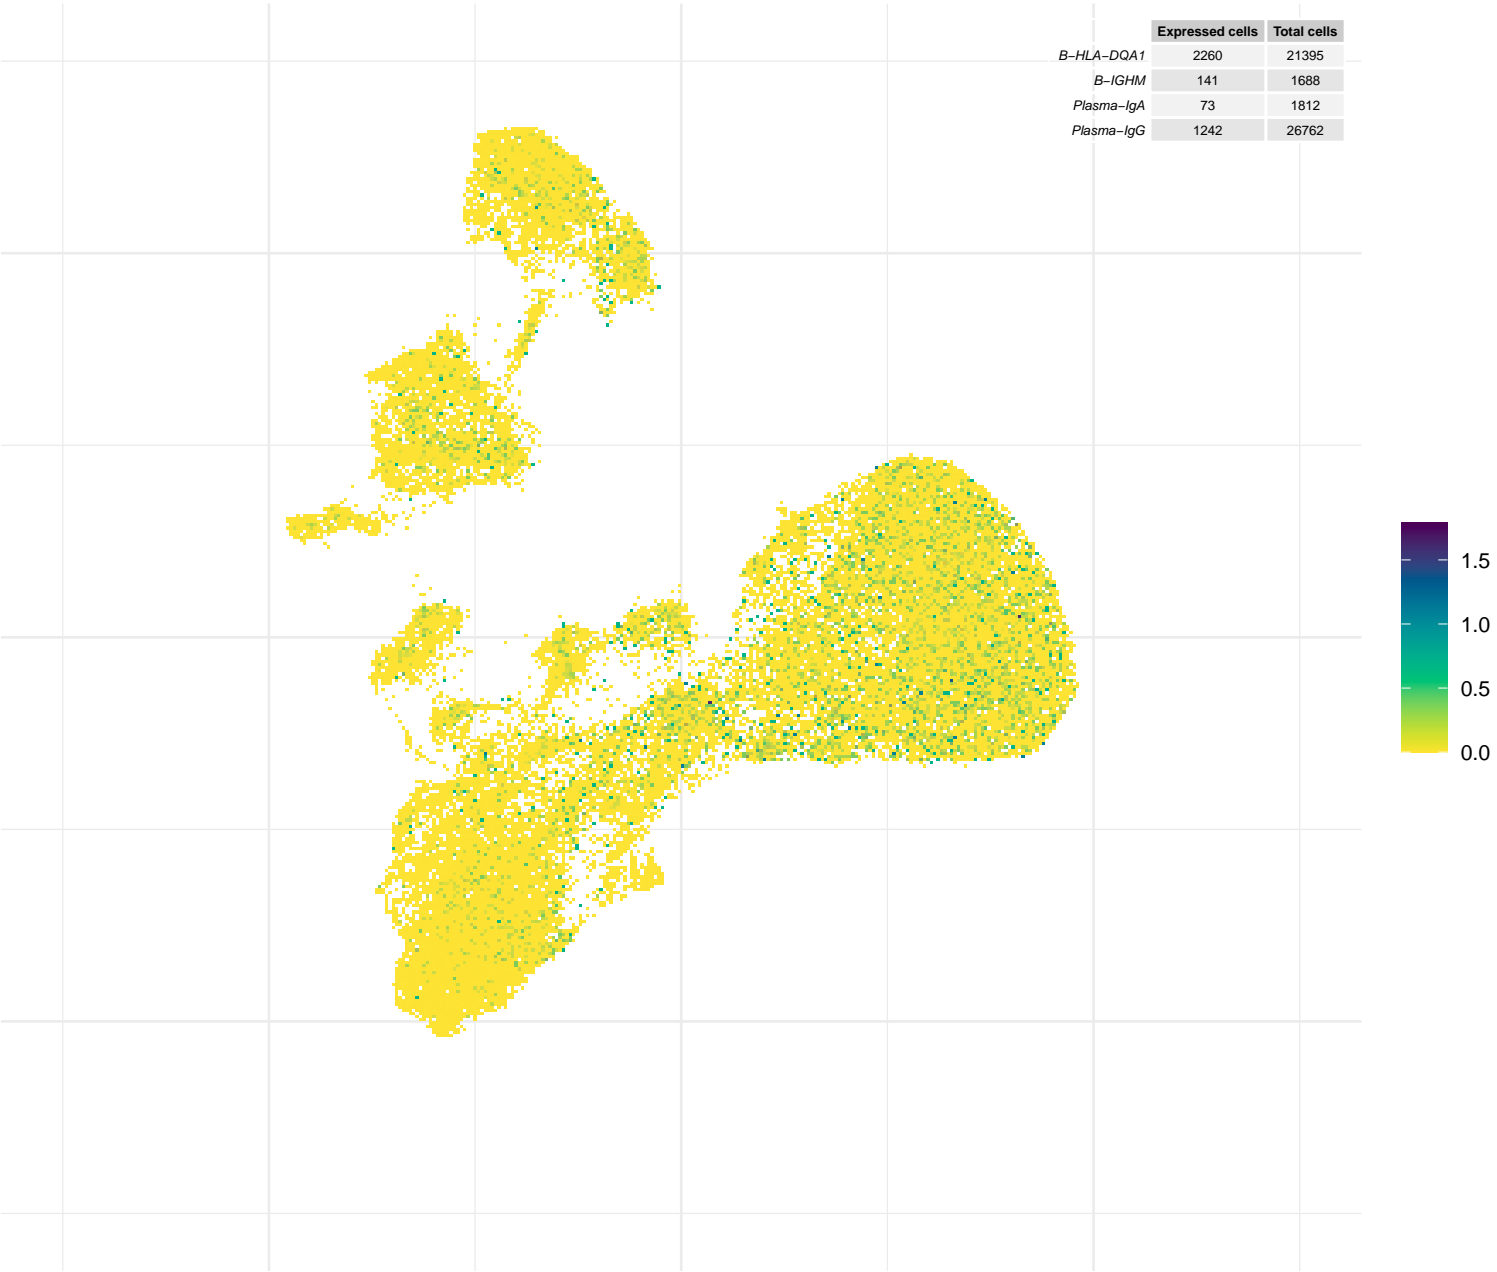 Expressed cells Total cells
B−HLA−DQA1 2260 21395
B−IGHM 141 1688
Plasma−IgA 73 1812
Plasma−IgG 1242 26762
1.5
1.0
0.5
0.0